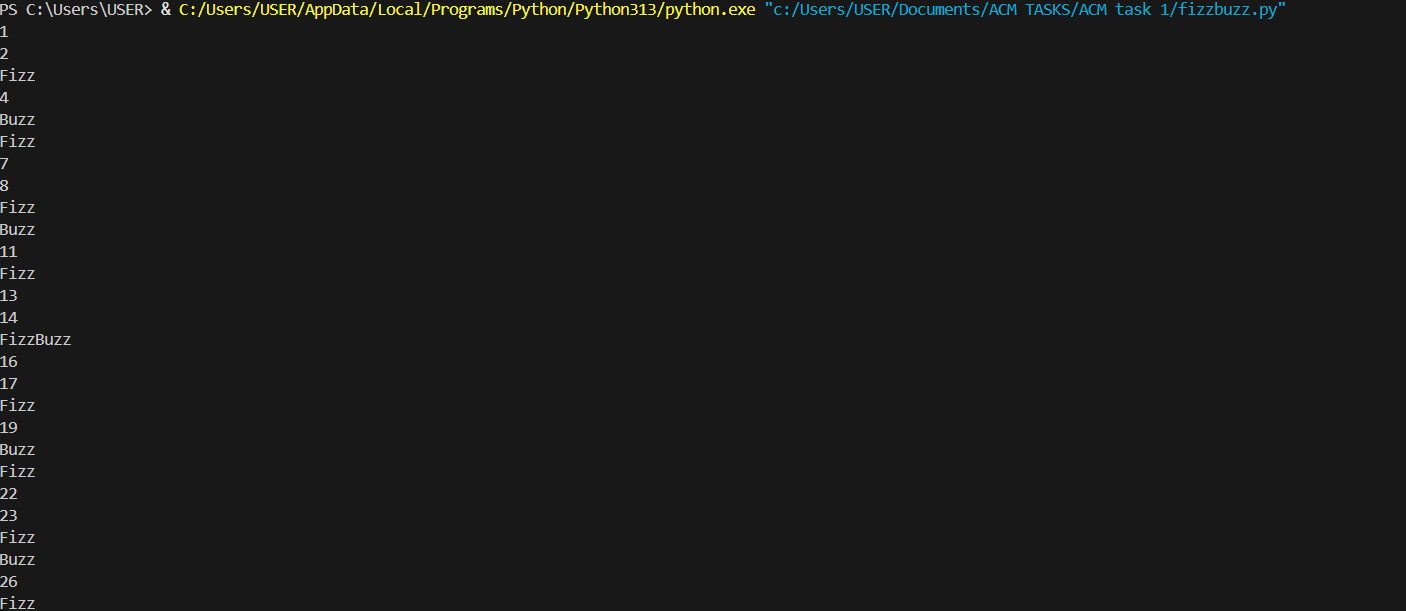 PS C:\Users\USER> & C:/Users/USER/AppData/Local/Programs/Python/Python313/python.exe "c:/Users/USER/Documents/ACM TASKS/ACM task 1/fizzbuzz.py"
1
2
Fizz
4
Buzz
Fizz
7
8
Fizz
Buzz
11
Fizz
13
14
FizzBuzz
16
17
Fizz
19
Buzz
Fizz
22
23
Fizz
Buzz
26
Fizz